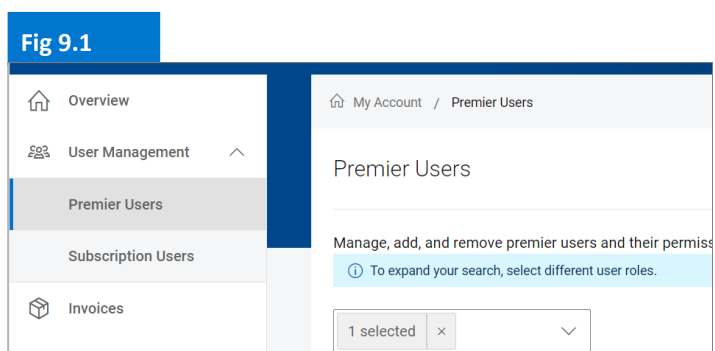 Fig 9.1
Overview
User Management
Premier Users
Subscription Users
Invoices
My Account / Premier Users
Premier Users
Manage, add, and remove premier users and their
To expand your search, select different user roles.
1 selected ×